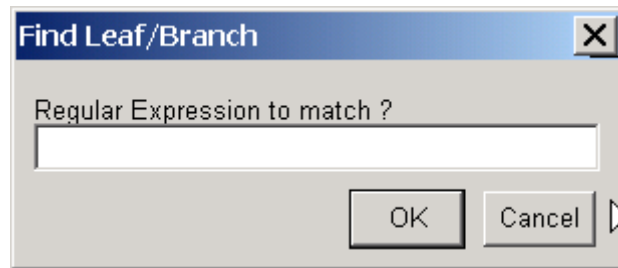 Find Leaf/Branch
Regular Expression to match ?
OK Cancel